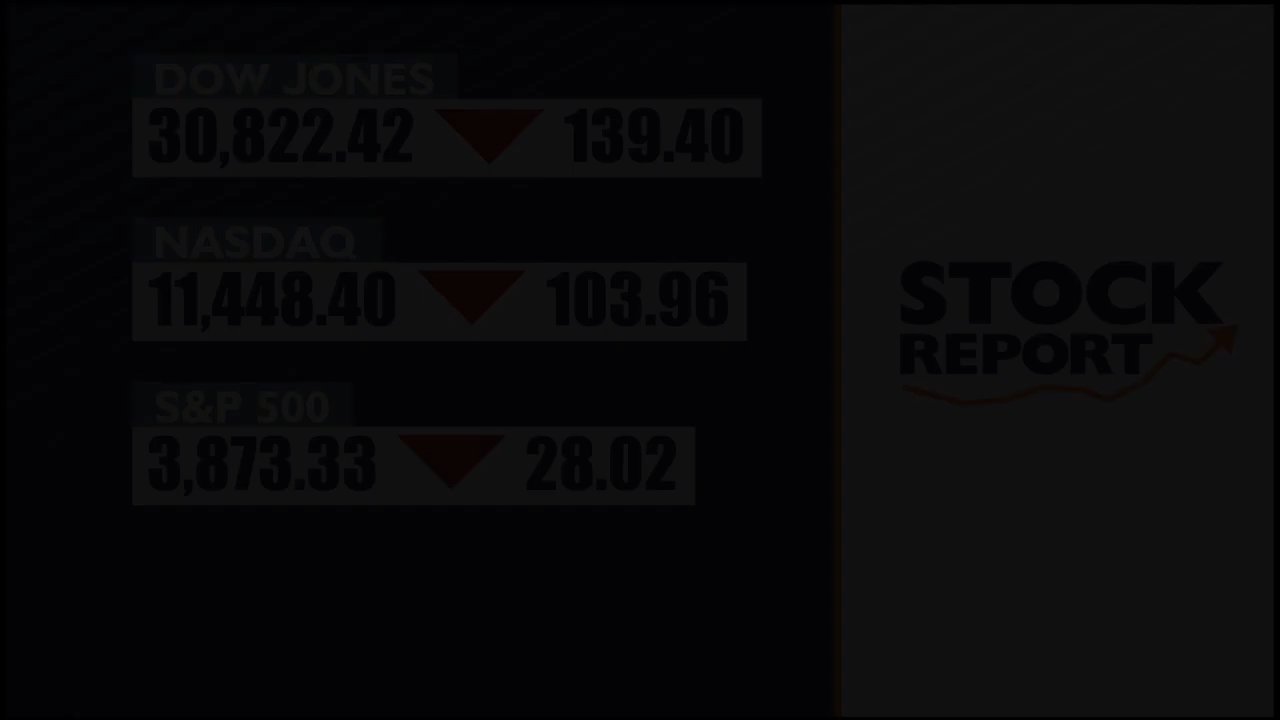 DOW JONES
30,822.42 139.40
NASDAQ
11,448.40 103.96
S&P 500
3,873.33 28.02
STOCK
REPORT